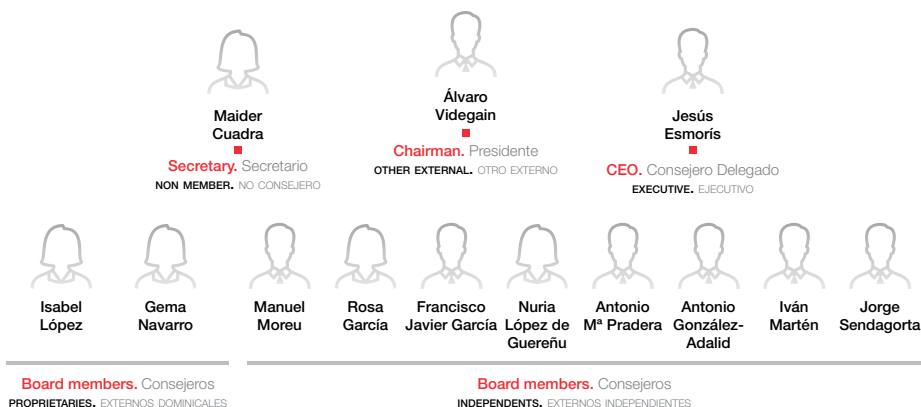 Maider
Cuadra
Secretary. Secretario
NON MEMBER. NO CONSEJERO
Álvaro
Videgain
Chairman. Presidente
OTHER EXTERNAL. OTRO EXTERNO
Jesús
Esmorís
CEO. Consejero Delegado
EXECUTIVE. EJECUTIVO
Isabel
López
Gema
Navarro
Manuel
Moreu
Rosa
García
Francisco
Javier García
Nuria
López de
Guereñu
Antonio
Mª Pradera
Antonio
González-
Adalid
Iván
Martén
Jorge
Sendagorta
Board members. Consejeros
PROPRIETARIES. EXTERNOS DOMINICALES
Board members. Consejeros
INDEPENDENTS. EXTERNOS INDEPENDIENTES